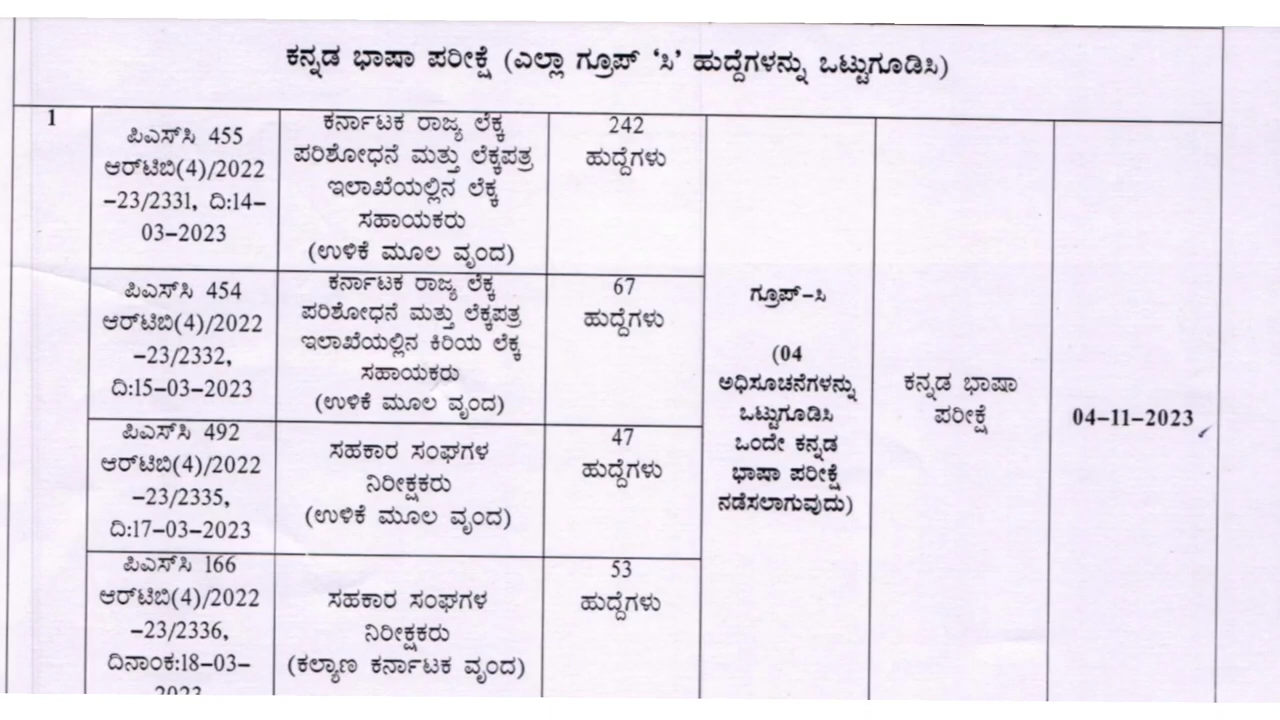 ಕನ್ನಡ ಭಾಷಾ ಪರೀಕ್ಷೆ (ಎಲ್ಲಾ ಗ್ರೂಪ್ ‘ಸಿ’ ಹುದ್ದೆಗಳನ್ನು ಒಟ್ಟುಗೂಡಿಸಿ)
1
ಪಿಎಸ್‌ಸಿ 455
ಆರ್‌ಟಿಬಿ(4)/2022
–23/2331, ದಿ:14–
03–2023
ಕರ್ನಾಟಕ ರಾಜ್ಯ ಲೆಕ್ಕ
ಪರಿಶೋಧನೆ ಮತ್ತು ಲೆಕ್ಕಪತ್ರ
ಇಲಾಖೆಯಲ್ಲಿನ ಲೆಕ್ಕ
ಸಹಾಯಕರು
(ಉಳಿಕೆ ಮೂಲ ವೃಂದ)
242
ಹುದ್ದೆಗಳು
ಪಿಎಸ್‌ಸಿ 454
ಆರ್‌ಟಿಬಿ(4)/2022
–23/2332,
ದಿ:15–03–2023
ಕರ್ನಾಟಕ ರಾಜ್ಯ ಲೆಕ್ಕ
ಪರಿಶೋಧನೆ ಮತ್ತು ಲೆಕ್ಕಪತ್ರ
ಇಲಾಖೆಯಲ್ಲಿನ ಕಿರಿಯ ಲೆಕ್ಕ
ಸಹಾಯಕರು
(ಉಳಿಕೆ ಮೂಲ ವೃಂದ)
67
ಹುದ್ದೆಗಳು
ಪಿಎಸ್‌ಸಿ 492
ಆರ್‌ಟಿಬಿ(4)/2022
–23/2335,
ದಿ:17–03–2023
ಸಹಕಾರ ಸಂಘಗಳ
ನಿರೀಕ್ಷಕರು
(ಉಳಿಕೆ ಮೂಲ ವೃಂದ)
47
ಹುದ್ದೆಗಳು
ಪಿಎಸ್‌ಸಿ 166
ಆರ್‌ಟಿಬಿ(4)/2022
–23/2336,
ದಿನಾಂಕ:18–03–
2023
ಸಹಕಾರ ಸಂಘಗಳ
ನಿರೀಕ್ಷಕರು
(ಕಲ್ಯಾಣ ಕರ್ನಾಟಕ ವೃಂದ)
53
ಹುದ್ದೆಗಳು
ಗ್ರೂಪ್–ಸಿ
(04
ಅಧಿಸೂಚನೆಗಳನ್ನು
ಒಟ್ಟುಗೂಡಿಸಿ
ಒಂದೇ ಕನ್ನಡ
ಭಾಷಾ ಪರೀಕ್ಷೆ
ನಡೆಸಲಾಗುವುದು)
ಕನ್ನಡ ಭಾಷಾ
ಪರೀಕ್ಷೆ
04–11–2023